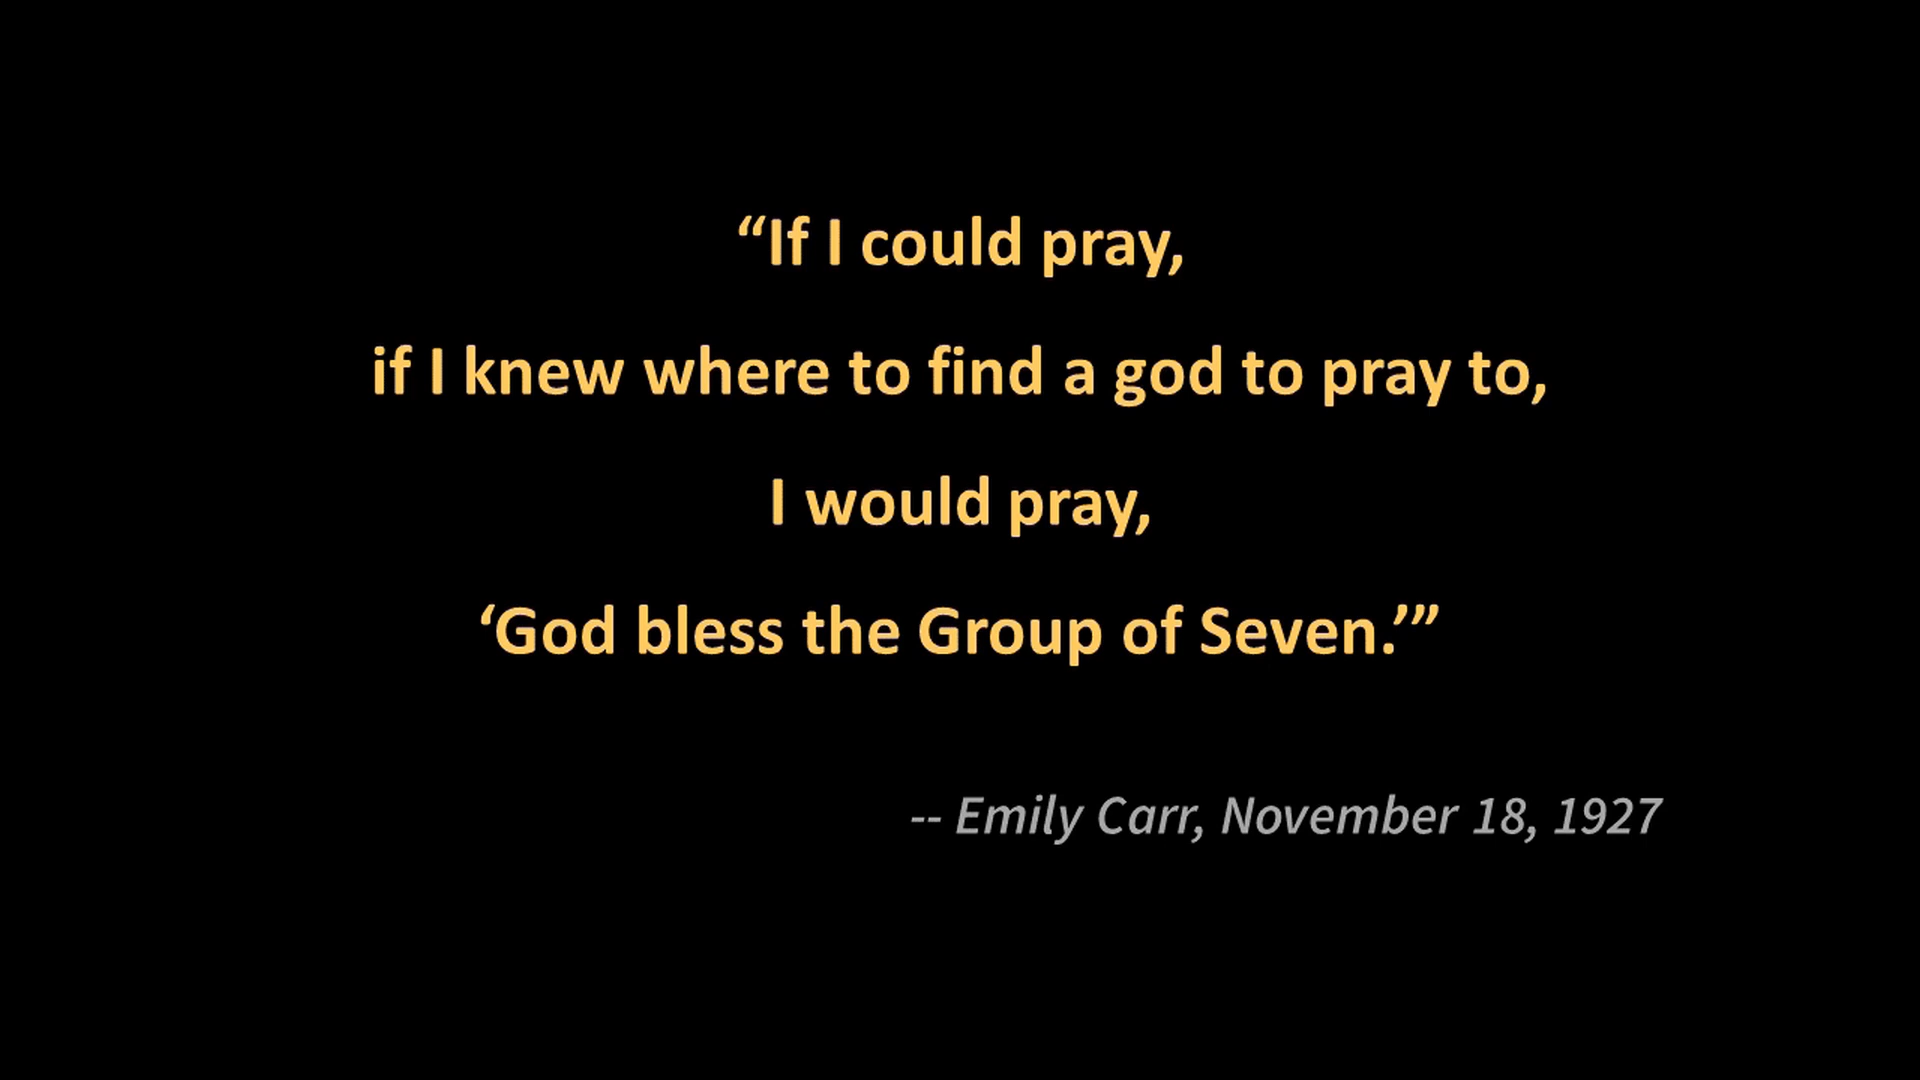 “If I could pray,
if I knew where to find a god to pray to,
I would pray,
‘God bless the Group of Seven.’”
-- Emily Carr, November 18, 1927